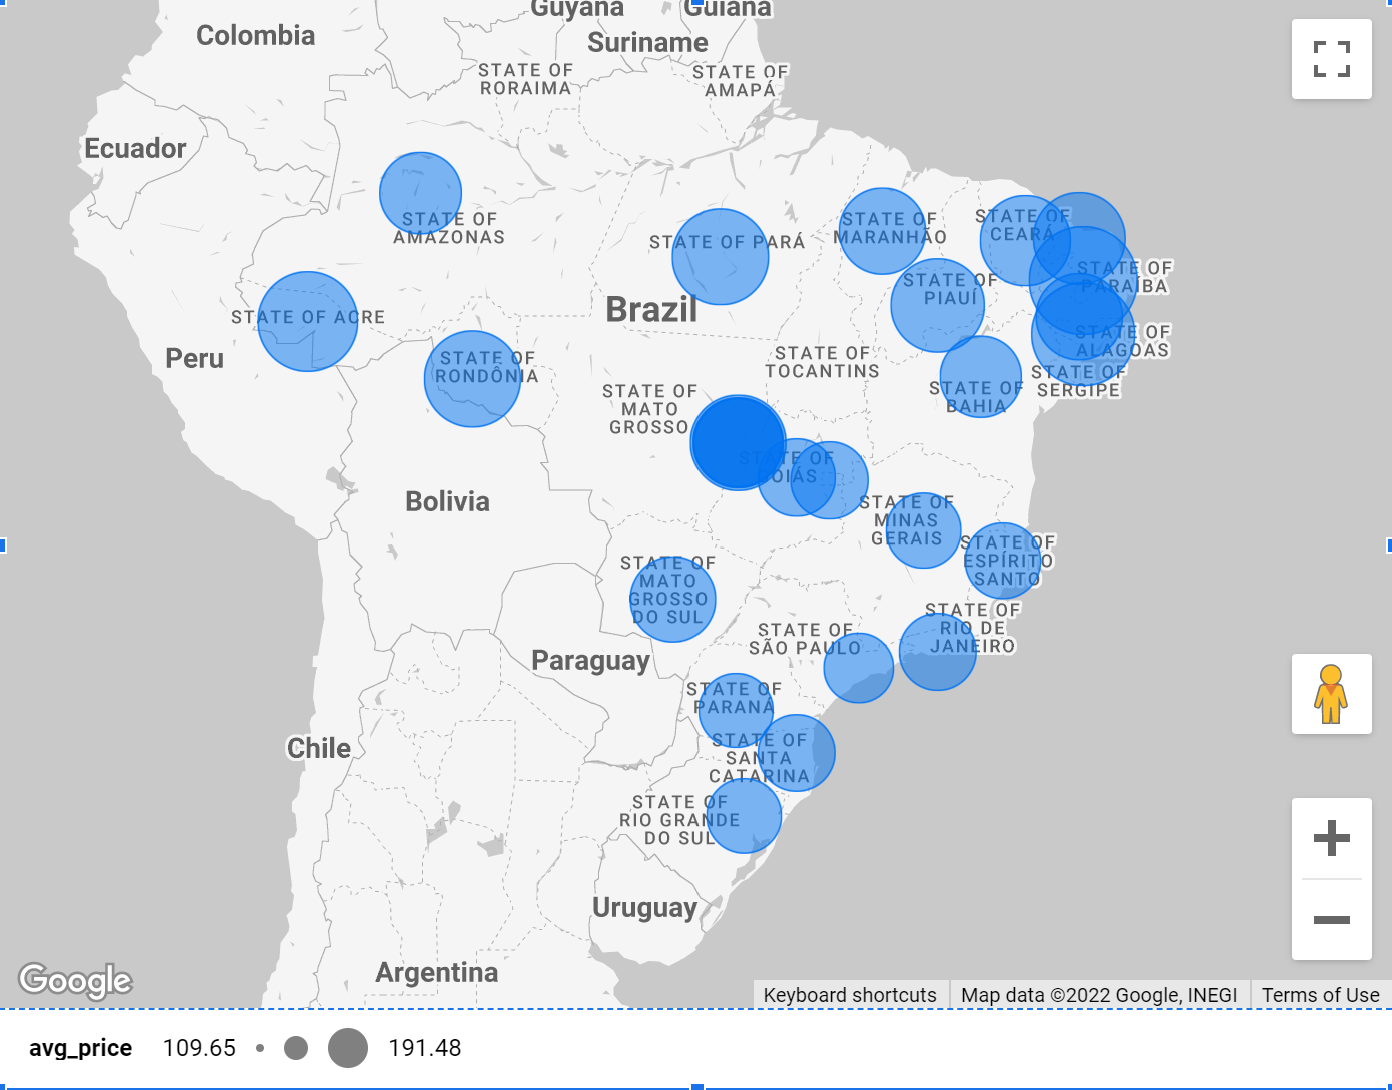 Guyana
Guiana
Colombia
Suriname
STATE OF
RORAIMA
STATE OF
AMAPÁ
Ecuador
STATE OF
AMAZONAS
STATE OF PARÁ
STATE OF
MARANHÃO
STATE OF
CEARÁ
STATE OF
PARAÍBA
STATE OF
PIAUÍ
Brazil
STATE OF ACRE
STATE OF
ALAGOAS
Peru
STATE OF
RONDÔNIA
STATE OF
TOCANTINS
STATE OF
SERGIPE
STATE OF
BAHIA
STATE OF
MATO
GROSSO
STATE OF
GOIÁS
Bolivia
STATE OF
MINAS
GERAIS
STATE OF
ESPÍRITO
SANTO
STATE OF
MATO
GROSSO
DO SUL
STATE OF
RIO DE
JANEIRO
STATE OF
SÃO PAULO
Paraguay
STATE OF
PARANÁ
Chile
STATE OF
SANTA
CATARINA
STATE OF
RIO GRANDE
DO SUL
Uruguay
Argentina
Google
Keyboard shortcuts
Map data ©2022 Google, INEGI
Terms of Use
avg_price 109.65 191.48